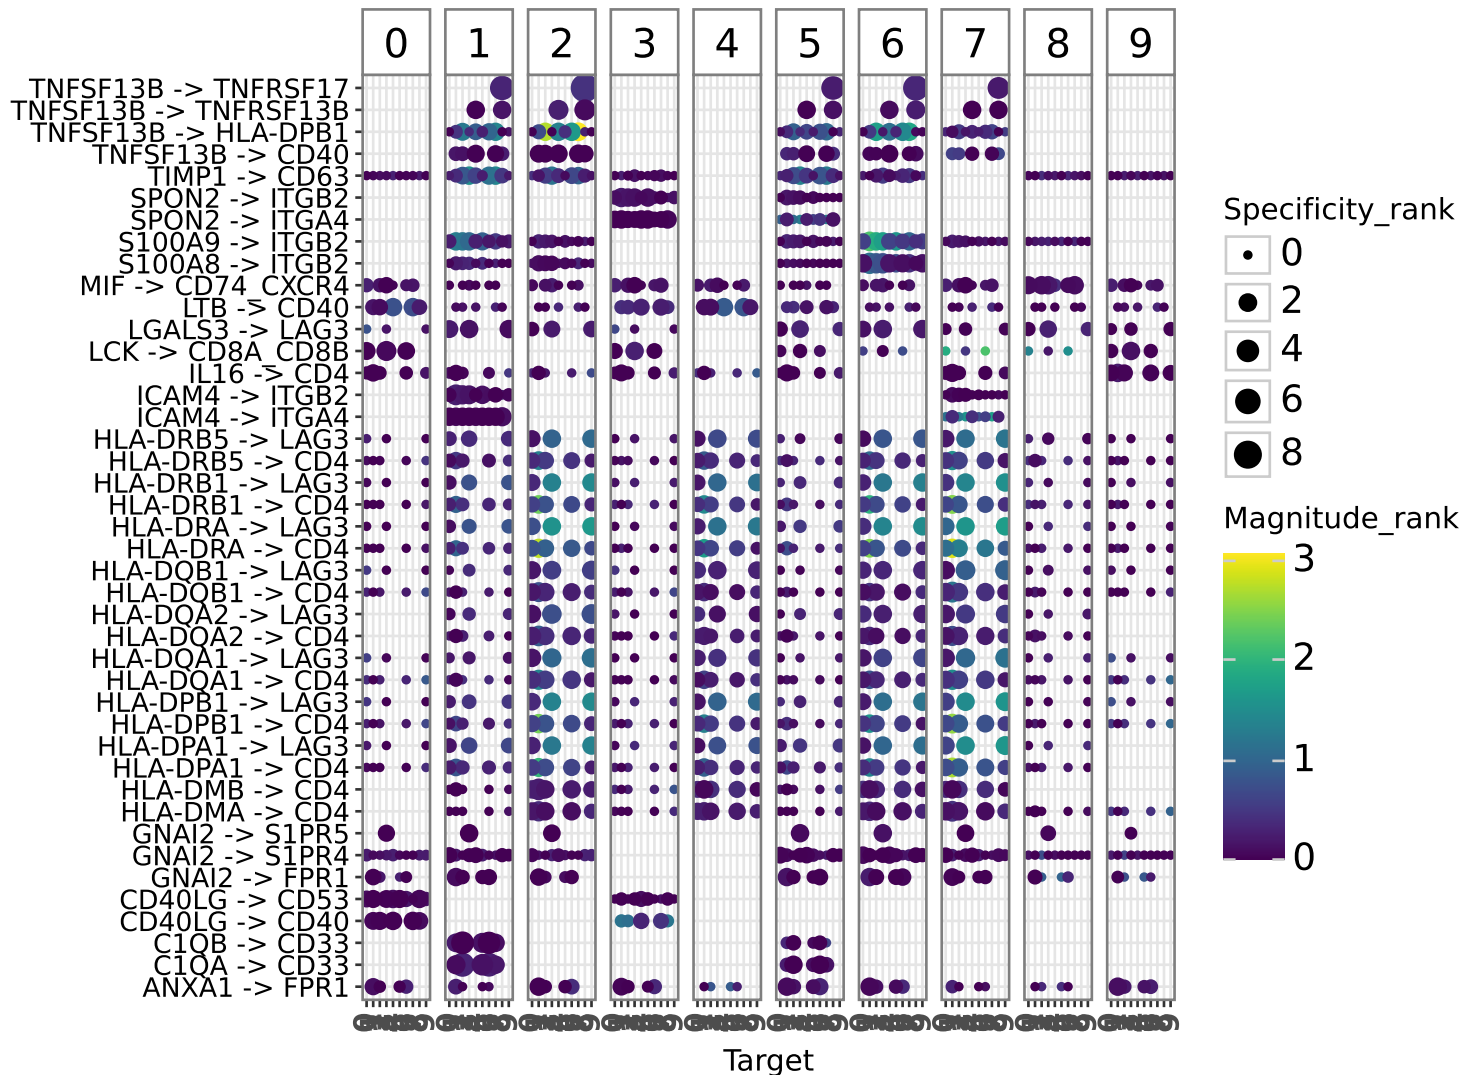 0 1 2 3 4 5 6 7 8 9
TNFSF13B -> TNFRSF17
TNFSF13B -> TNFRSF13B
TNFSF13B -> HLA-DPB1
TNFSF13B -> CD40
TIMP1 -> CD63
SPON2 -> ITGB2
SPON2 -> ITGA4
S100A9 -> ITGB2
S100A8 -> ITGB2
MIF -> CD74_CXCR4
LTB -> CD40
LGALS3 -> LAG3
LCK -> CD8A_CD8B
IL16 -> CD4
ICAM4 -> ITGB2
ICAM4 -> ITGA4
HLA-DRB5 -> LAG3
HLA-DRB5 -> CD4
HLA-DRB1 -> LAG3
HLA-DRB1 -> CD4
HLA-DRA -> LAG3
HLA-DRA -> CD4
HLA-DQB1 -> LAG3
HLA-DQB1 -> CD4
HLA-DQA2 -> LAG3
HLA-DQA2 -> CD4
HLA-DQA1 -> LAG3
HLA-DQA1 -> CD4
HLA-DPB1 -> LAG3
HLA-DPB1 -> CD4
HLA-DPA1 -> LAG3
HLA-DPA1 -> CD4
HLA-DMB -> CD4
HLA-DMA -> CD4
GNAI2 -> S1PR5
GNAI2 -> S1PR4
GNAI2 -> FPR1
CD40LG -> CD53
CD40LG -> CD40
C1QB -> CD33
C1QA -> CD33
ANXA1 -> FPR1
Target
Specificity_rank
0
2
4
6
8
Magnitude_rank
3
2
1
0